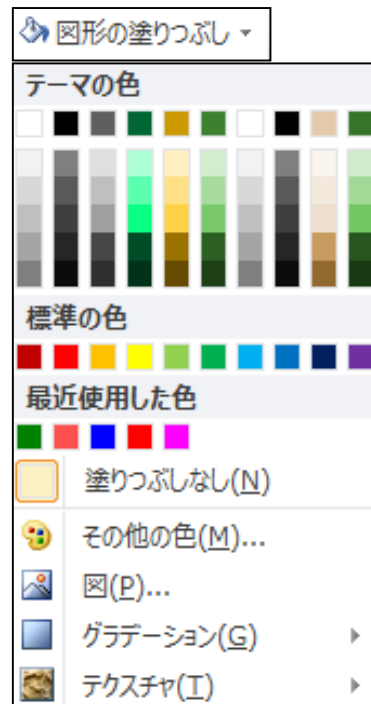 図形の塗りつぶし
テーマの色
標準の色
最近使用した色
塗りつぶしなし(N)
その他の色(M)...
図(P)...
グラデーション(G)
テクスチャ(T)